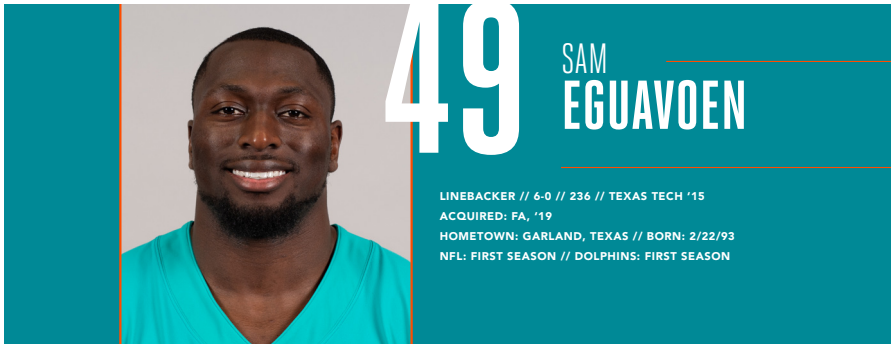 49
SAM
EGUAVOEN
LINEBACKER // 6-0 // 236 // TEXAS TECH ’15
ACQUIRED: FA, ‘19
HOMETOWN: GARLAND, TEXAS // BORN: 2/22/93
NFL: FIRST SEASON // DOLPHINS: FIRST SEASON